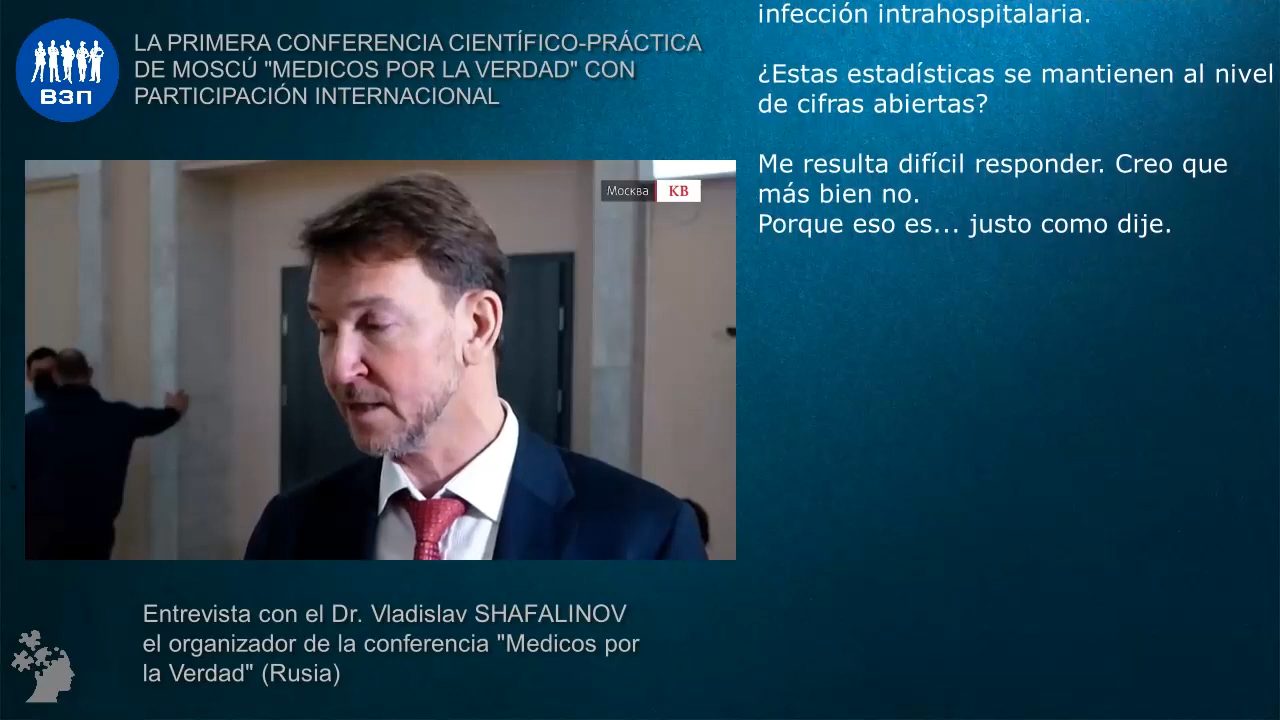 LA PRIMERA CONFERENCIA CIENTÍFICO-PRÁCTICA
DE MOSCÚ "MEDICOS POR LA VERDAD" CON
PARTICIPACIÓN INTERNACIONAL
ВЗП
Москва КВ
infección intrahospitalaria.
¿Estas estadísticas se mantienen al nivel
de cifras abiertas?
Me resulta difícil responder. Creo que
más bien no.
Porque eso es... justo como dije.
Entrevista con el Dr. Vladislav SHAFALINOV
el organizador de la conferencia "Medicos por
la Verdad" (Rusia)